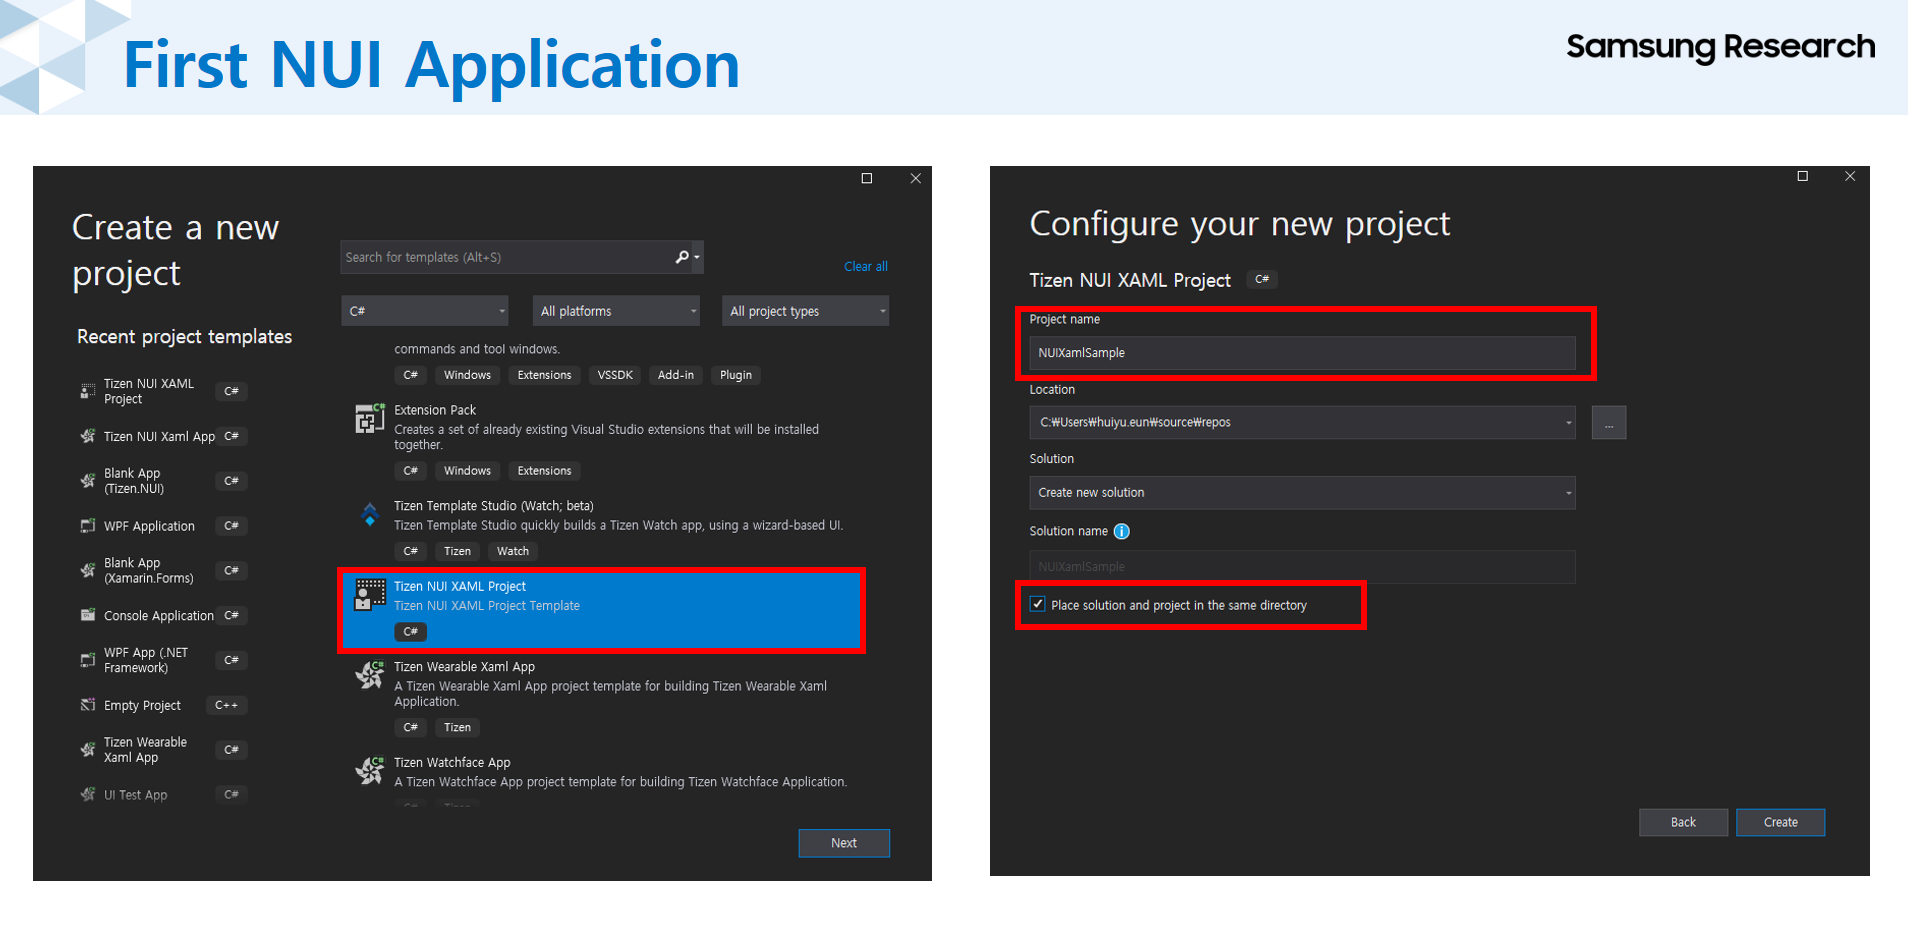 First NUI Application
Samsung Research
Create a new
project
Search for templates (Alt+S)
Clear all
C#
All platforms
All project types
Recent project templates
Tizen NUI XAML
Project
C#
Tizen NUI Xaml App
C#
Blank App
(Tizen.NUI)
C#
WPF Application
C#
Blank App
(Xamarin.Forms)
C#
Console Application
C#
WPF App (.NET
Framework)
C#
Empty Project
C++
Tizen Wearable
Xaml App
C#
UI Test App
C#
commands and tool windows.
C# Windows Extensions VSSDK Add-in Plugin
Extension Pack
Creates a set of already existing Visual Studio extensions that will be installed
together.
C# Windows Extensions
Tizen Template Studio (Watch; beta)
Tizen Template Studio quickly builds a Tizen Watch app, using a wizard-based UI.
C# Tizen Watch
Tizen NUI XAML Project
Tizen NUI XAML Project Template
C#
Tizen Wearable Xaml App
A Tizen Wearable Xaml App project template for building Tizen Wearable Xaml
Application.
C# Tizen
Tizen Watchface App
A Tizen Watchface App project template for building Tizen Watchface Application.
C# Tizen
Next
Configure your new project
Tizen NUI XAML Project C#
Project name
NUIXamlSample
Location
C:₩Users₩huiyu.eun₩source₩repos
...
Solution
Create new solution
Solution name
NUIXamlSample
Place solution and project in the same directory
Back
Create